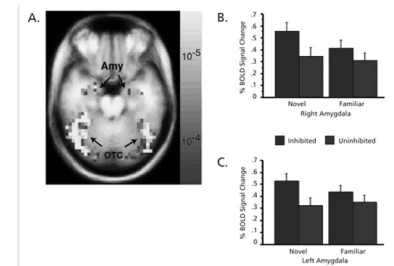 A.
Amy
OTC
10-5
10-4
B.
% BOLD Signal Change
.7
.6
.5
.4
.3
.2
.1
0
Novel Familiar
Right Amygdala
Inhibited Uninhibited
C.
% BOLD Signal Change
.7
.6
.5
.4
.3
.2
.1
0
Novel Familiar
Left Amygdala